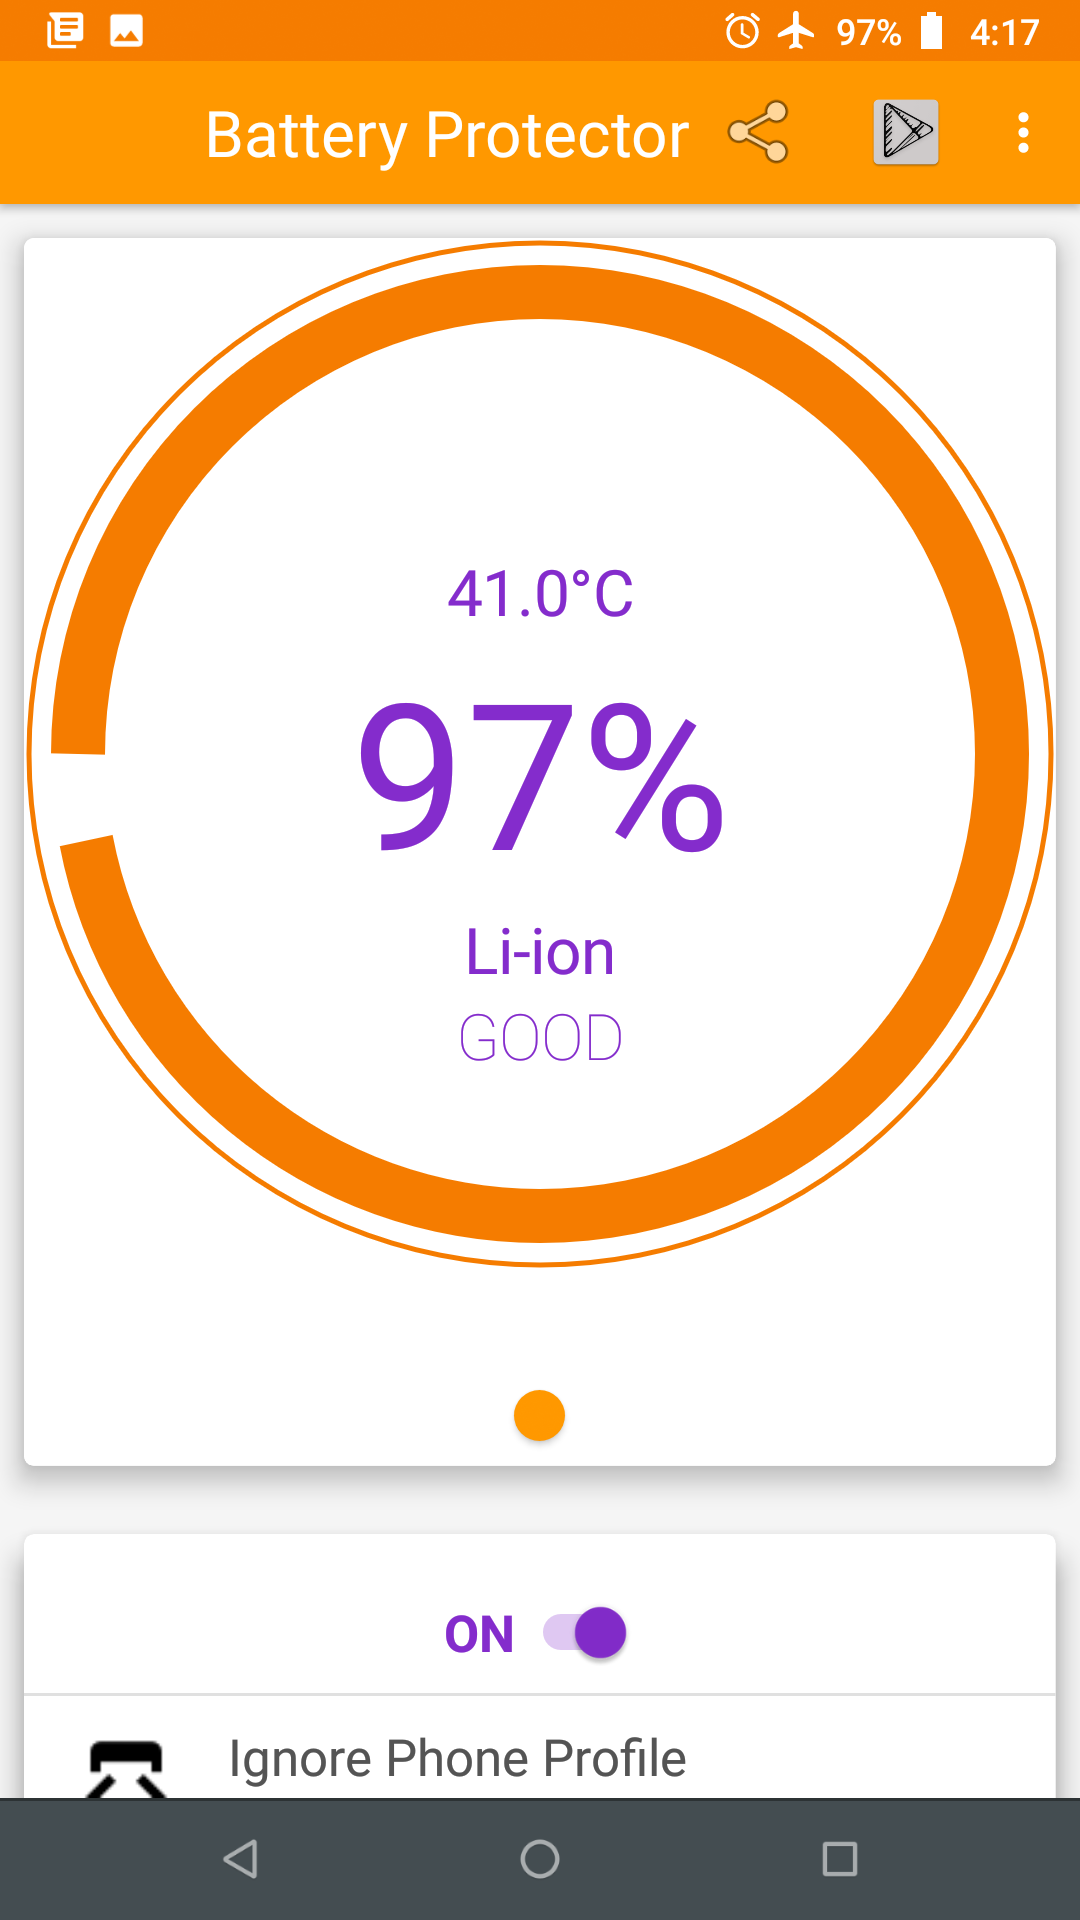 97% 4:17
Battery Protector
41.0°C
97%
Li-ion
GOOD
ON
Ignore Phone Profile